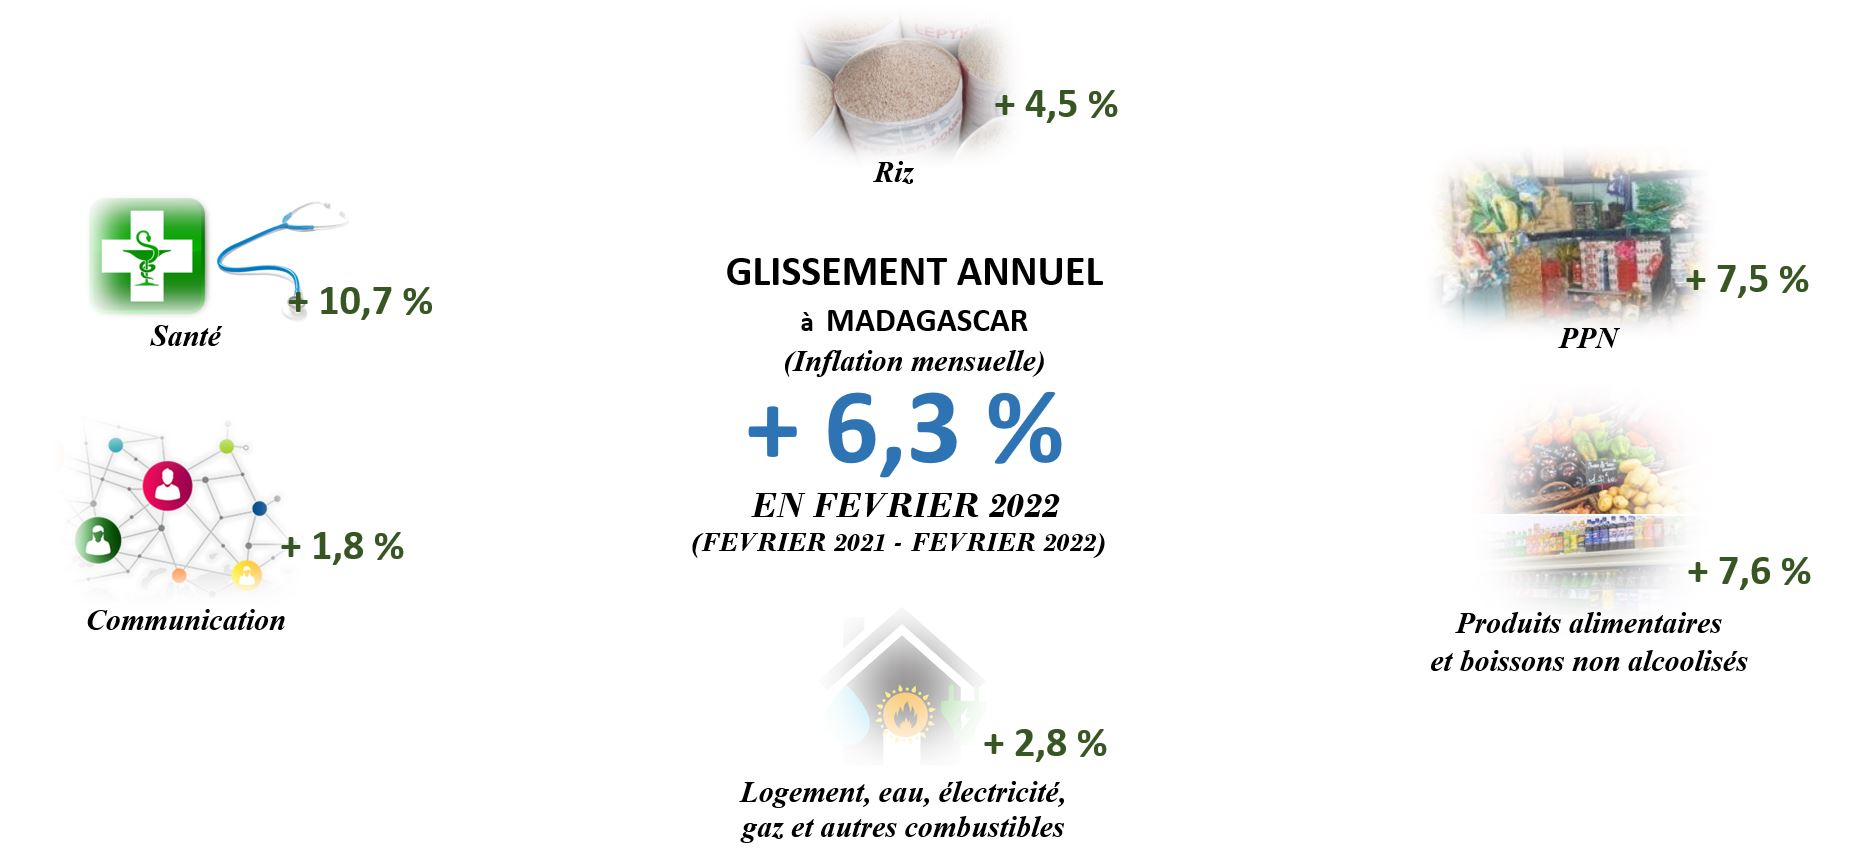 + 4,5 %
Riz
+ 10,7 %
Santé
GLISSEMENT ANNUEL
à MADAGASCAR
(Inflation mensuelle)
+ 6,3 %
EN FEVRIER 2022
(FEVRIER 2021 - FEVRIER 2022)
+ 7,5 %
PPN
+ 1,8 %
Communication
+ 7,6 %
Produits alimentaires
et boissons non alcoolisés
+ 2,8 %
Logement, eau, électricité,
gaz et autres combustibles